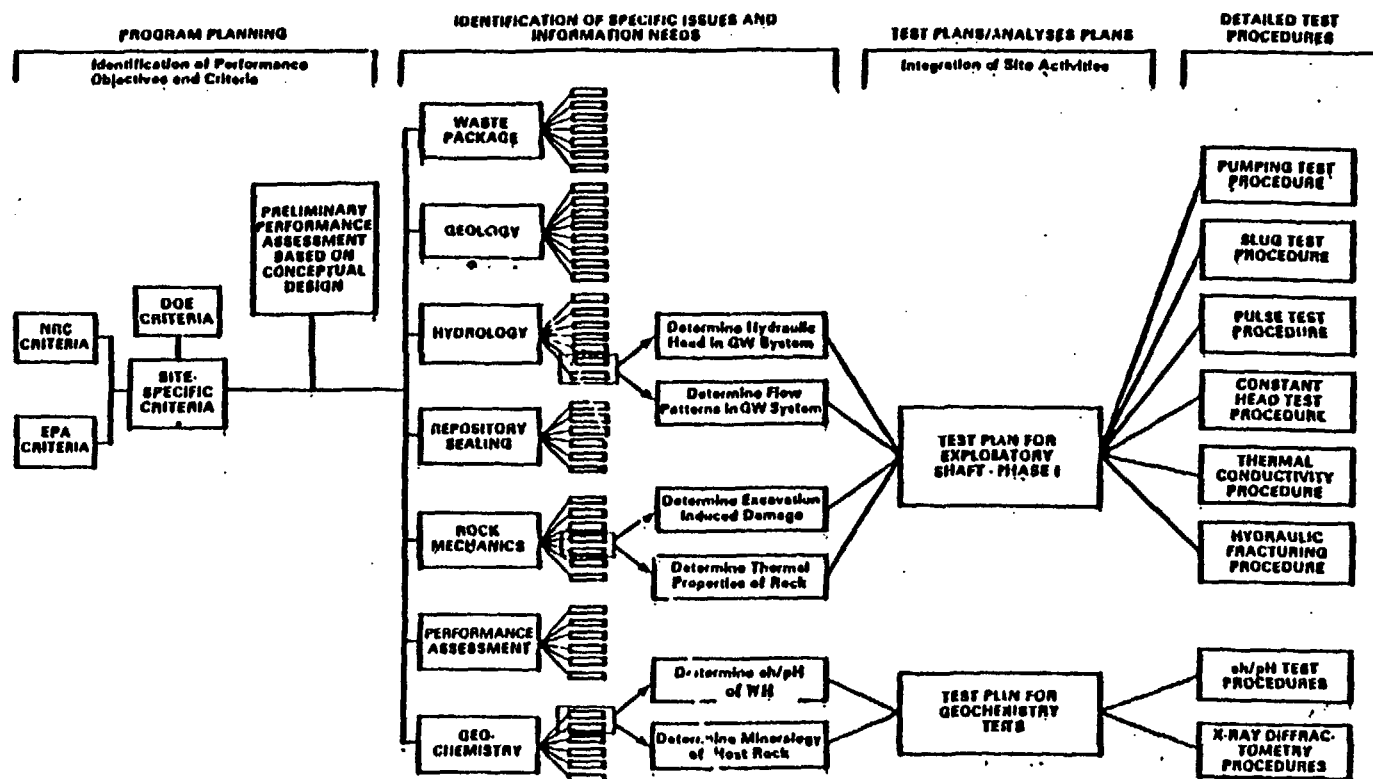 PROGRAM PLANNING
Identification of Performance
Objectives and Criteria
IDENTIFICATION OF SPECIFIC ISSUES AND
INFORMATION NEEDS
TEST PLANS/ANALYSES PLANS
Integration of Site Activities
DETAILED TEST
PROCEDURES
NRC
CRITERIA
EPA
CRITERIA
DOE
CRITERIA
SITE-
SPECIFIC
CRITERIA
PRELIMINARY
PERFORMANCE
ASSESSMENT
BASED ON
CONCEPTUAL
DESIGN
WASTE
PACKAGE
GEOLOGY
HYDROLOGY
REPOSITORY
SEALING
ROCK
MECHANICS
PERFORMANCE
ASSESSMENT
GEO-
CHEMISTRY
Determine Hydraulic
Head in GW System
Determine Flow
Patterns in GW System
Determine Excavation
Induced Damage
Determine Thermal
Properties of Rock
Determine eh/pH
of WH
Determine Mineralogy
of Host Rock
TEST PLAN FOR
EXPLORATORY
SHAFT - PHASE I
TEST PLAN FOR
GEOCHEMISTRY
TESTS
PUMPING TEST
PROCEDURE
SLUG TEST
PROCEDURE
PULSE TEST
PROCEDURE
CONSTANT
HEAD TEST
PROCEDURE
THERMAL
CONDUCTIVITY
PROCEDURE
HYDRAULIC
FRACTURING
PROCEDURE
eh/pH TEST
PROCEDURES
X-RAY DIFFRAC-
TOMETRY
PROCEDURES